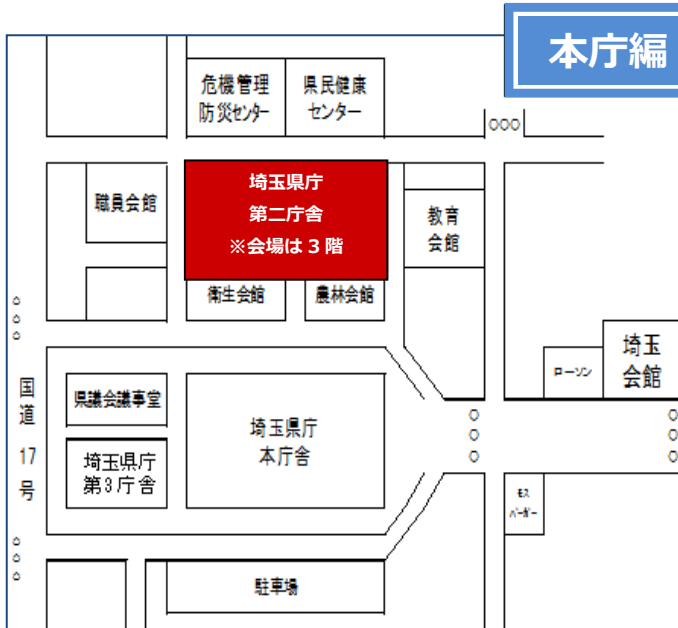 本庁編
危機管理
防災センター
県民健康
センター
職員会館
埼玉県庁
第二庁舎
※会場は3階
教育
会館
衛生会館
農林会館
国道
17
号
県議会議事堂
埼玉県庁
第3庁舎
埼玉県庁
本庁舎
ローソン
埼玉
会館
モス
バーガー
駐車場